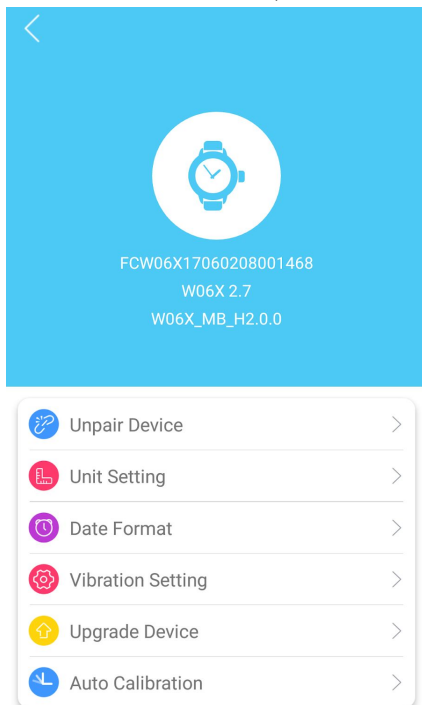 FCW06X17060208001468
W06X 2.7
W06X_MB_H2.0.0
Unpair Device
Unit Setting
Date Format
Vibration Setting
Upgrade Device
Auto Calibration